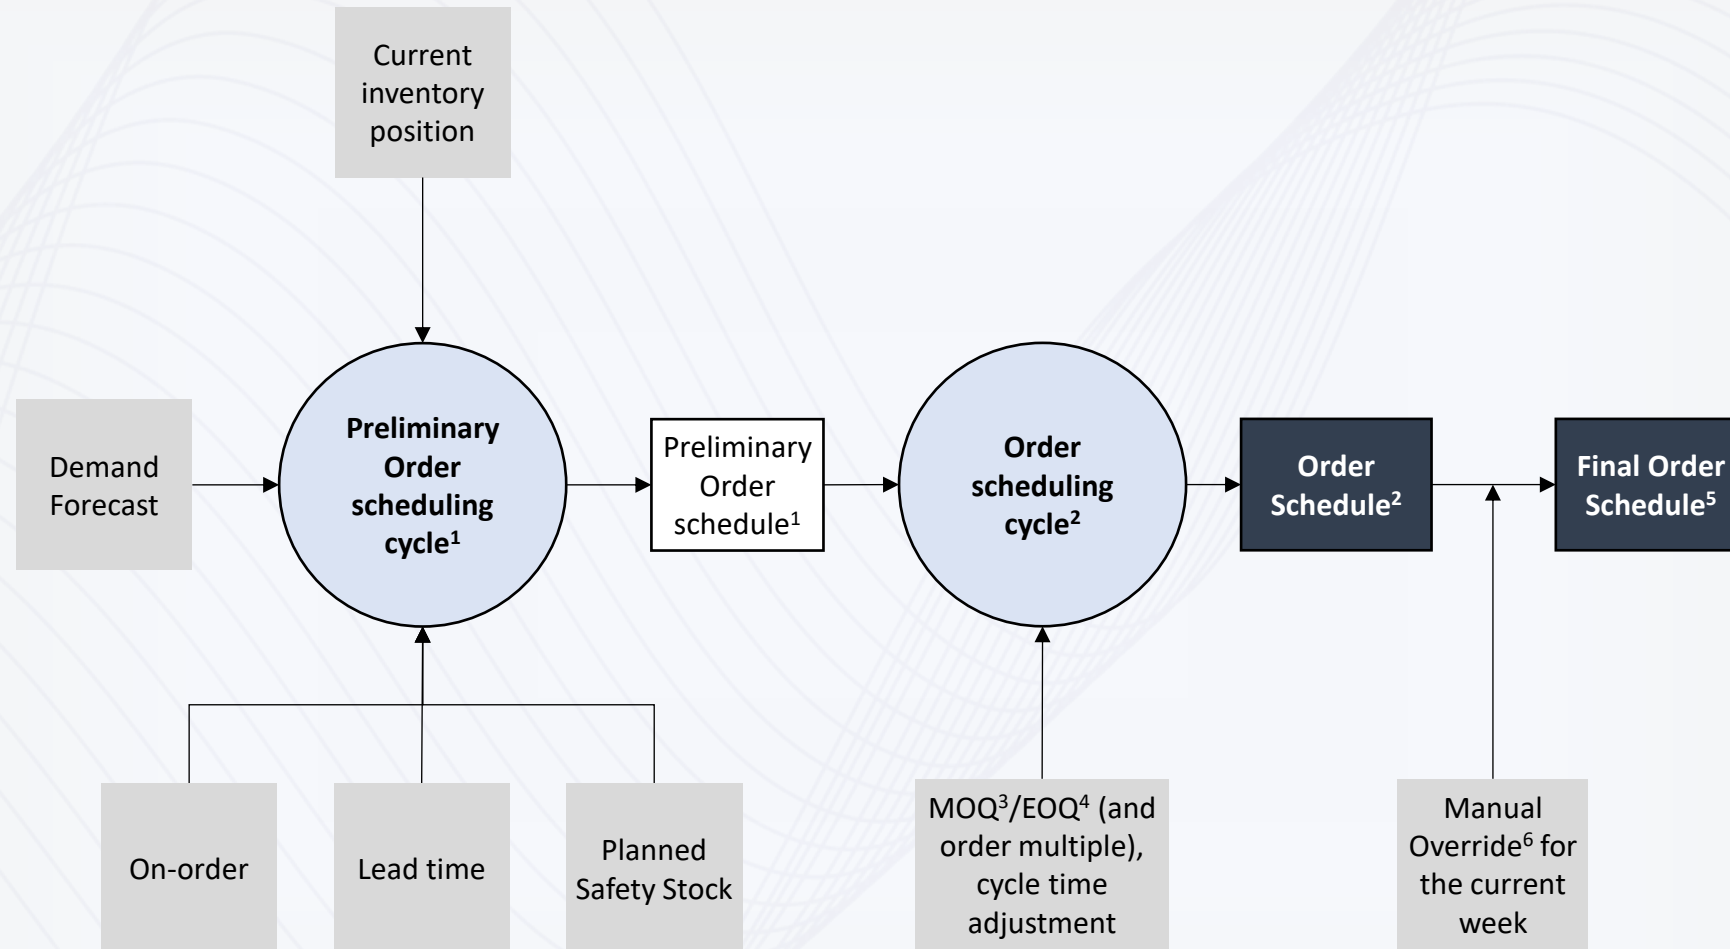 Current
inventory
position
Demand
Forecast
Preliminary
Order
scheduling
cycle¹
Preliminary
Order
schedule¹
Order
scheduling
cycle²
Order
Schedule²
Final Order
Schedule⁵
On-order
Lead time
Planned
Safety Stock
MOQ³/EOQ⁴ (and
order multiple),
cycle time
adjustment
Manual
Override⁶ for
the current
week